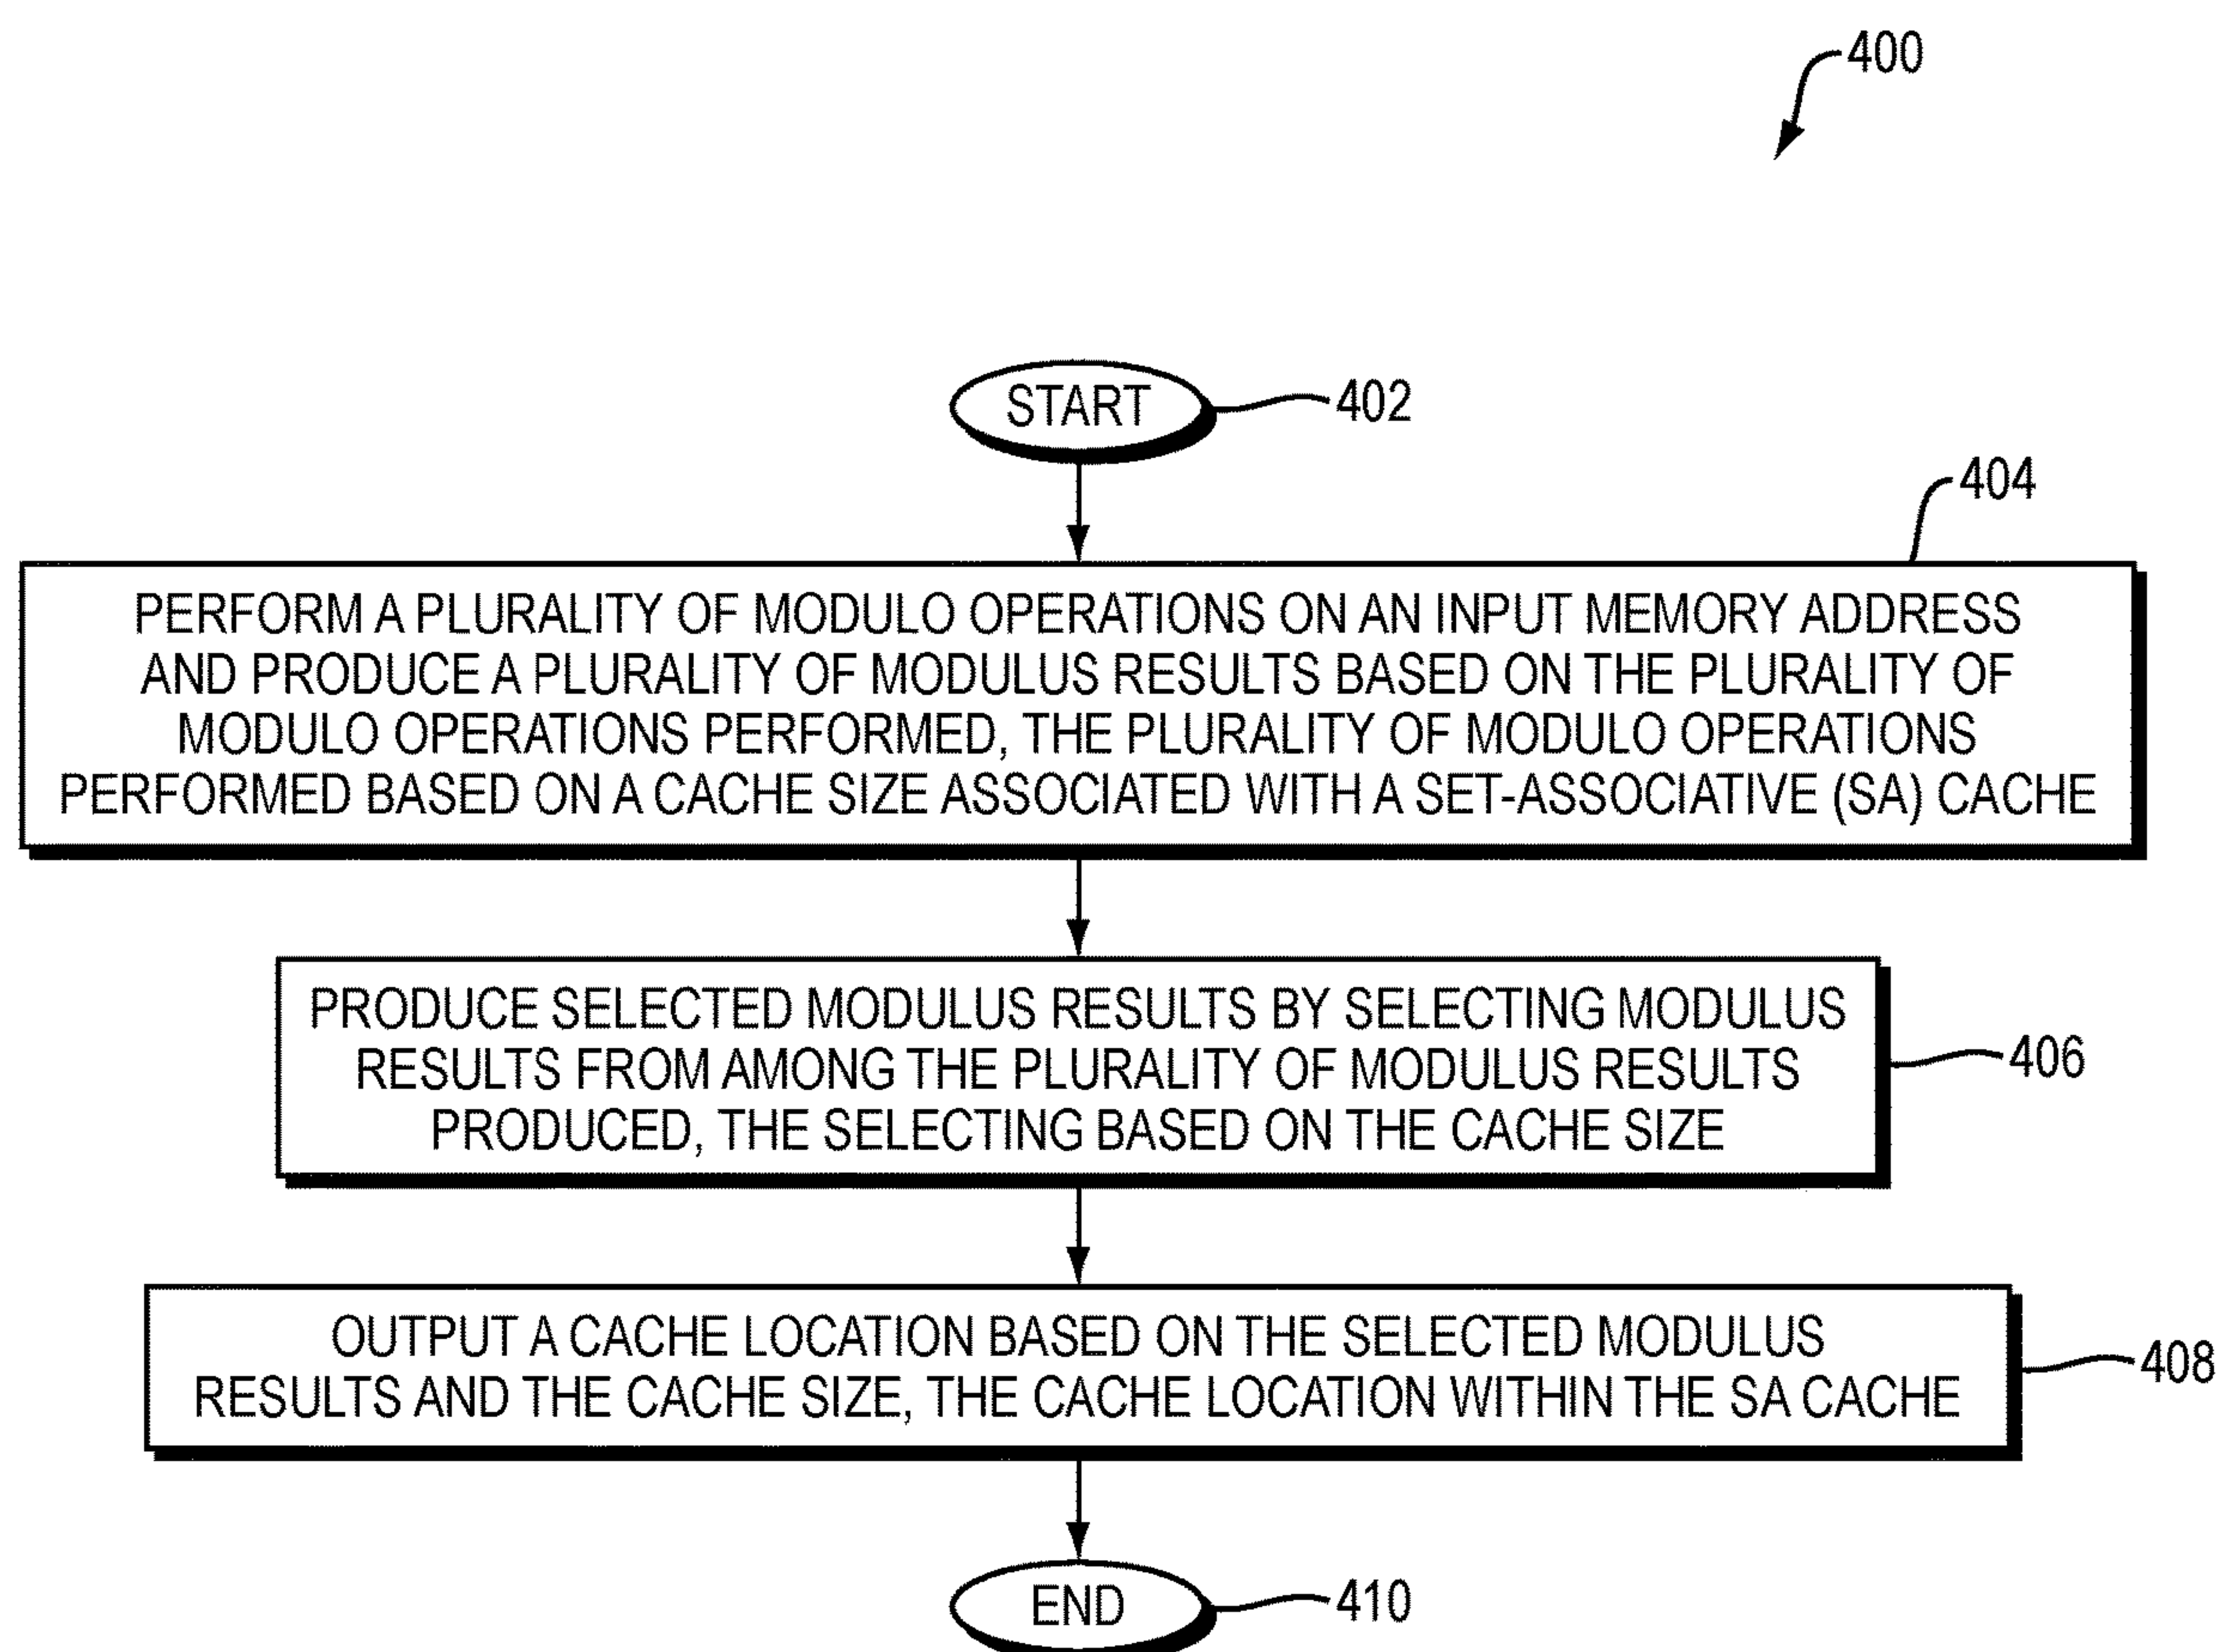 400
START
402
404
PERFORM A PLURALITY OF MODULO OPERATIONS ON AN INPUT MEMORY ADDRESS
AND PRODUCE A PLURALITY OF MODULUS RESULTS BASED ON THE PLURALITY OF
MODULO OPERATIONS PERFORMED, THE PLURALITY OF MODULO OPERATIONS
PERFORMED BASED ON A CACHE SIZE ASSOCIATED WITH A SET-ASSOCIATIVE (SA) CACHE
PRODUCE SELECTED MODULUS RESULTS BY SELECTING MODULUS
RESULTS FROM AMONG THE PLURALITY OF MODULUS RESULTS
PRODUCED, THE SELECTING BASED ON THE CACHE SIZE
406
OUTPUT A CACHE LOCATION BASED ON THE SELECTED MODULUS
RESULTS AND THE CACHE SIZE, THE CACHE LOCATION WITHIN THE SA CACHE
408
END
410